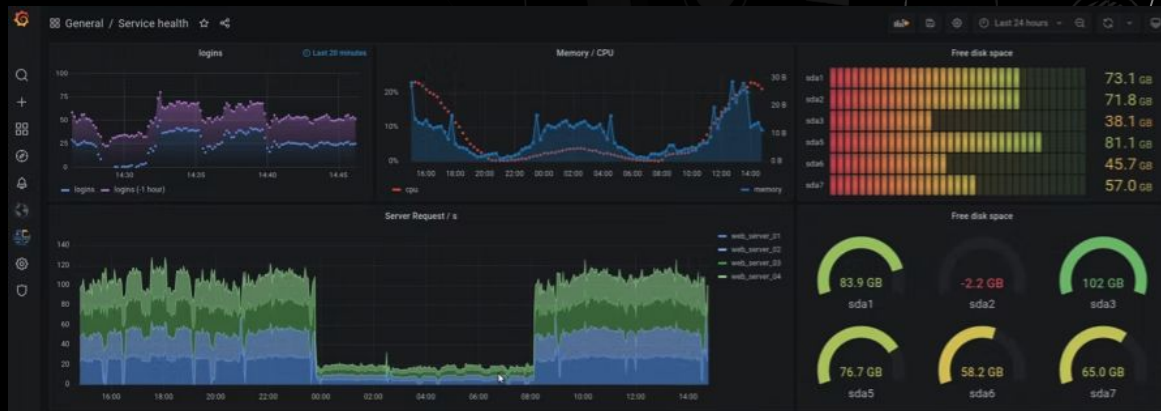 General / Service health
Last 24 hours
logins
Last 20 minutes
100
75
50
25
0
14:30 14:35 14:40 14:45
logins logins (-1 hour)
Memory / CPU
20%
10%
0%
30 B
20 B
10 B
0 B
16:00 18:00 20:00 22:00 00:00 02:00 04:00 06:00 08:00 10:00 12:00 14:00
cpu
memory
Free disk space
sda1 73.1 GB
sda2 71.8 GB
sda3 38.1 GB
sda5 81.1 GB
sda6 45.7 GB
sda7 57.0 GB
Server Request / s
140
120
100
80
60
40
20
0
16:00 18:00 20:00 22:00 00:00 02:00 04:00 06:00 08:00 10:00 12:00 14:00
web_server_01
web_server_02
web_server_03
web_server_04
Free disk space
83.9 GB -2.2 GB 102 GB
sda1 sda2 sda3
76.7 GB 58.2 GB 65.0 GB
sda5 sda6 sda7